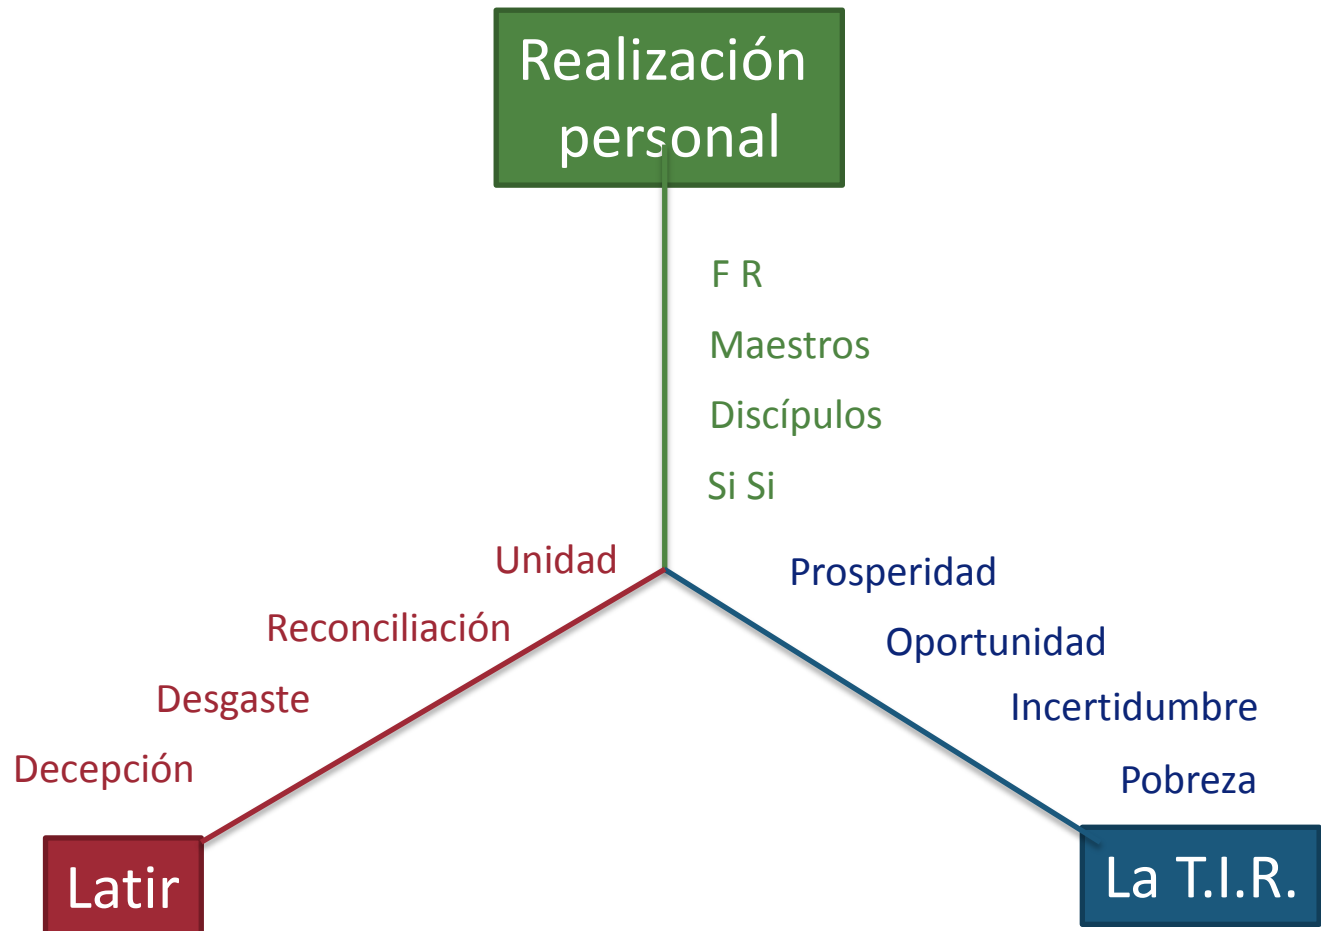 Realización
personal
F R
Maestros
Discípulos
Si Si
Unidad
Reconciliación
Desgaste
Decepción
Latir
Prosperidad
Oportunidad
Incertidumbre
Pobreza
La T.I.R.